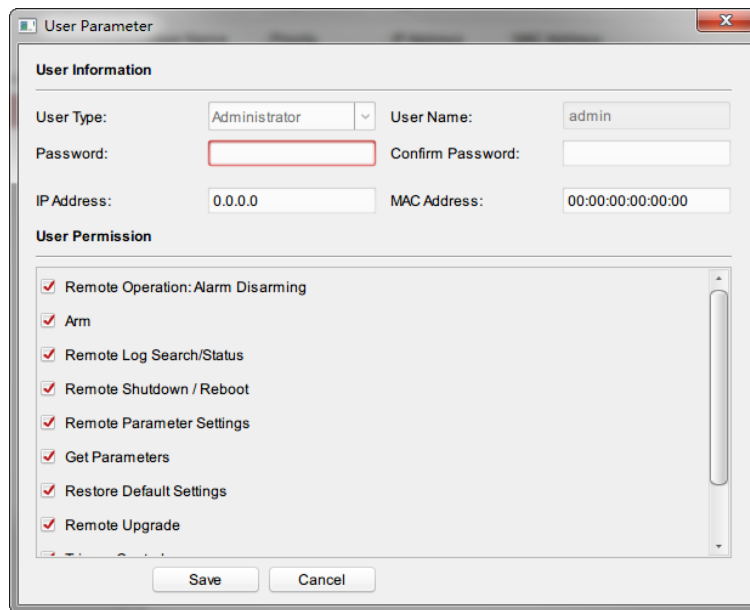 User Parameter
User Information
User Type: Administrator User Name: admin
Password: Confirm Password:
IP Address: 0.0.0.0 MAC Address: 00:00:00:00:00:00
User Permission
Remote Operation: Alarm Disarming
Arm
Remote Log Search/Status
Remote Shutdown / Reboot
Remote Parameter Settings
Get Parameters
Restore Default Settings
Remote Upgrade
Save Cancel